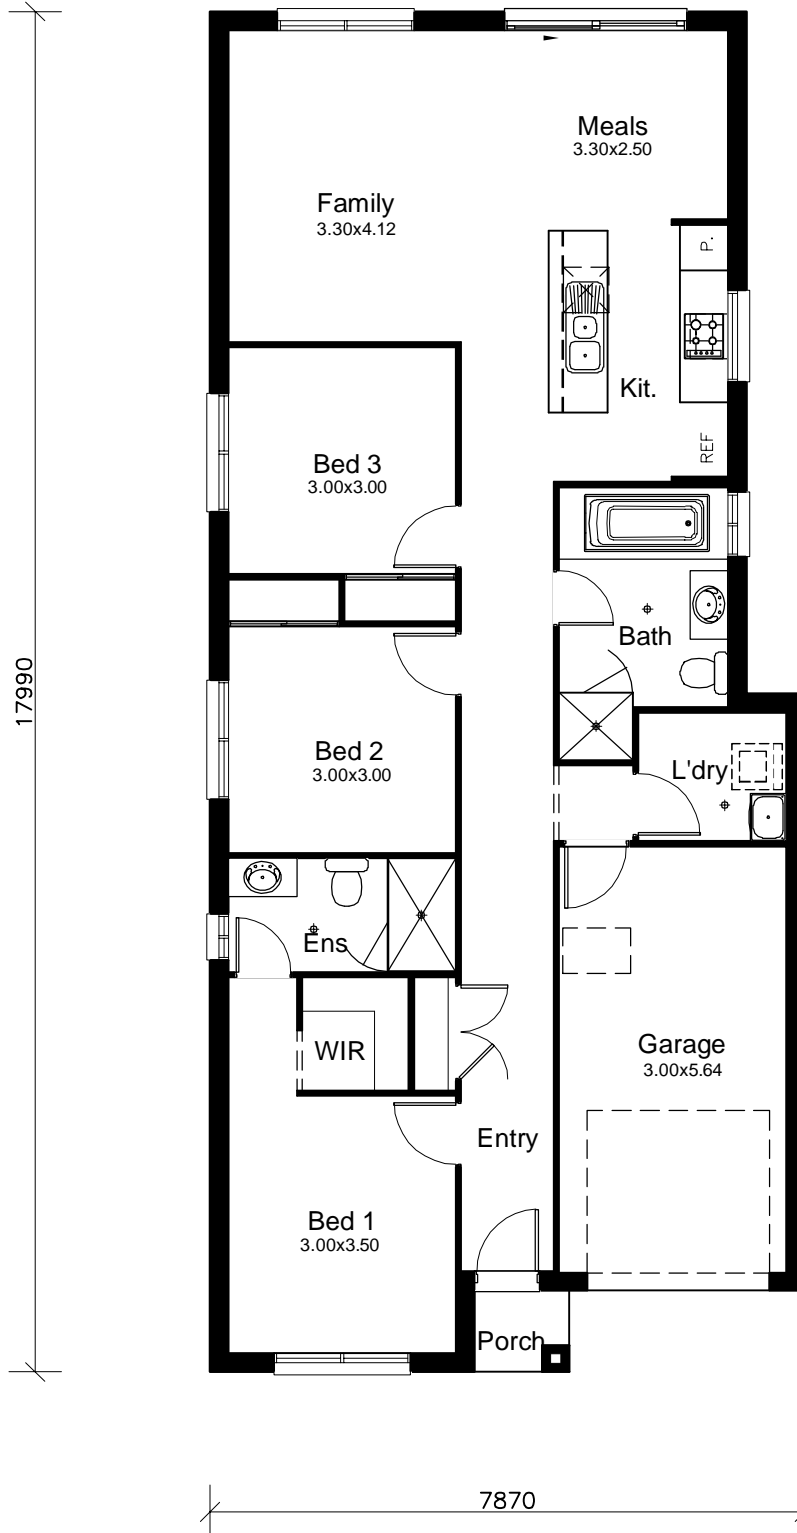 Meals
3.30x2.50
Family
3.30x4.12
P.
Kit.
REF
Bed 3
3.00x3.00
Bath
17990
Bed 2
3.00x3.00
L'dry
Ens
WIR
Garage
3.00x5.64
Entry
Bed 1
3.00x3.50
Porch
7870